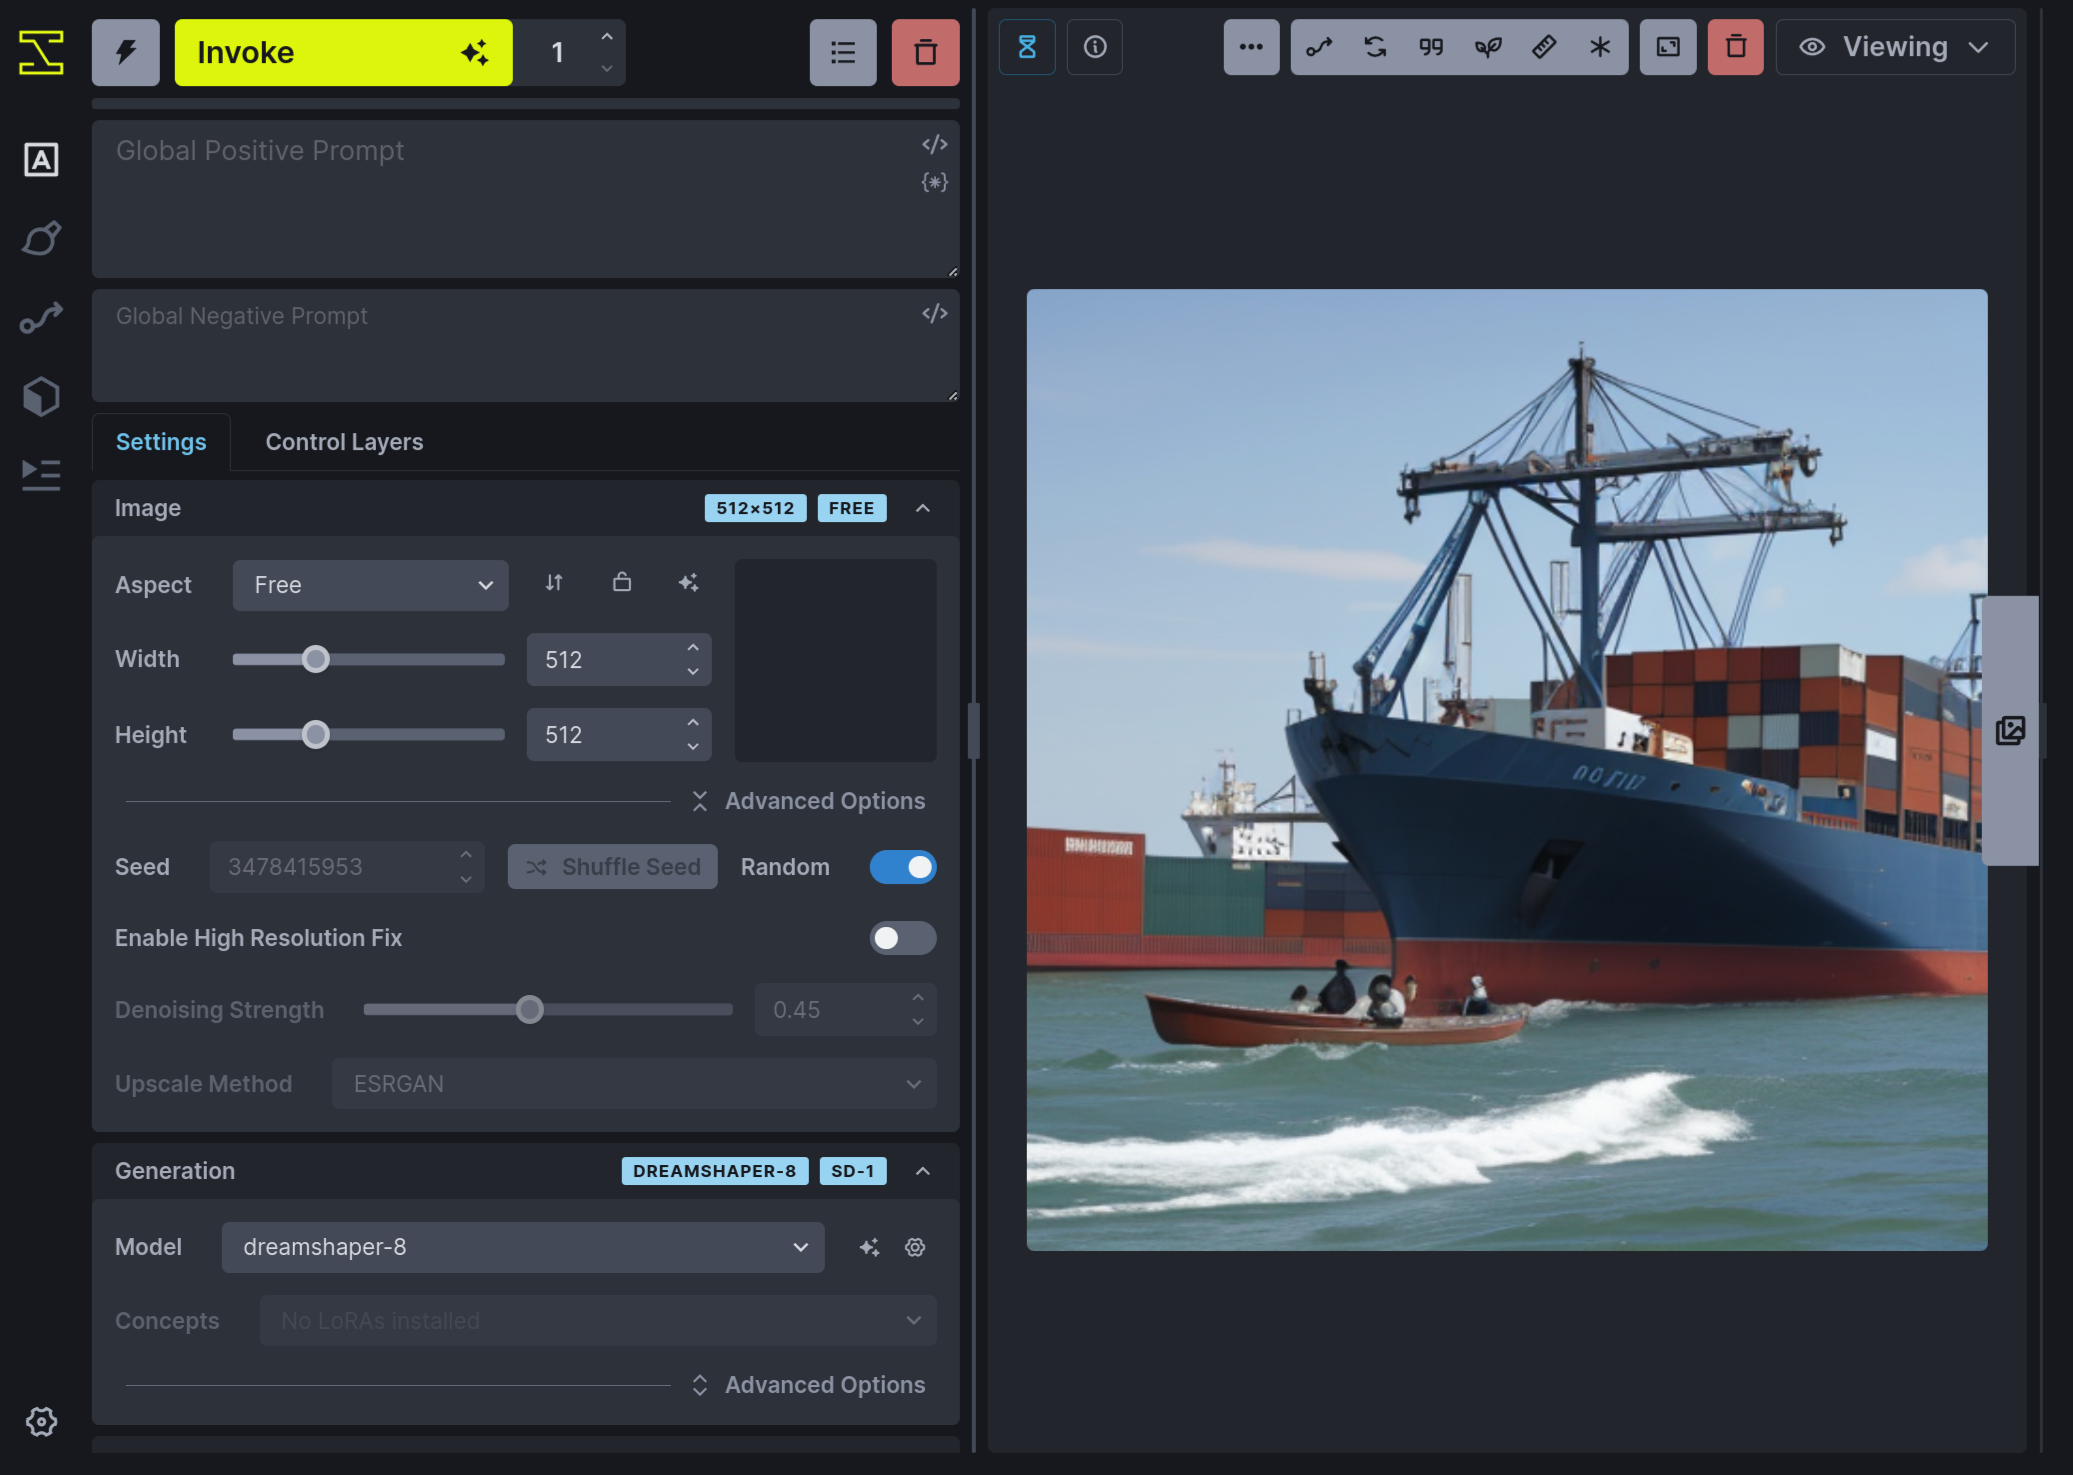 Invoke
1
Viewing
Global Positive Prompt
Global Negative Prompt
Settings
Control Layers
Image
512×512
FREE
Aspect
Free
Width
512
Height
512
Advanced Options
Seed
3478415953
Shuffle Seed
Random
Enable High Resolution Fix
Denoising Strength
0.45
Upscale Method
ESRGAN
Generation
DREAMSHAPER-8
SD-1
Model
dreamshaper-8
Concepts
No LoRAs installed
Advanced Options